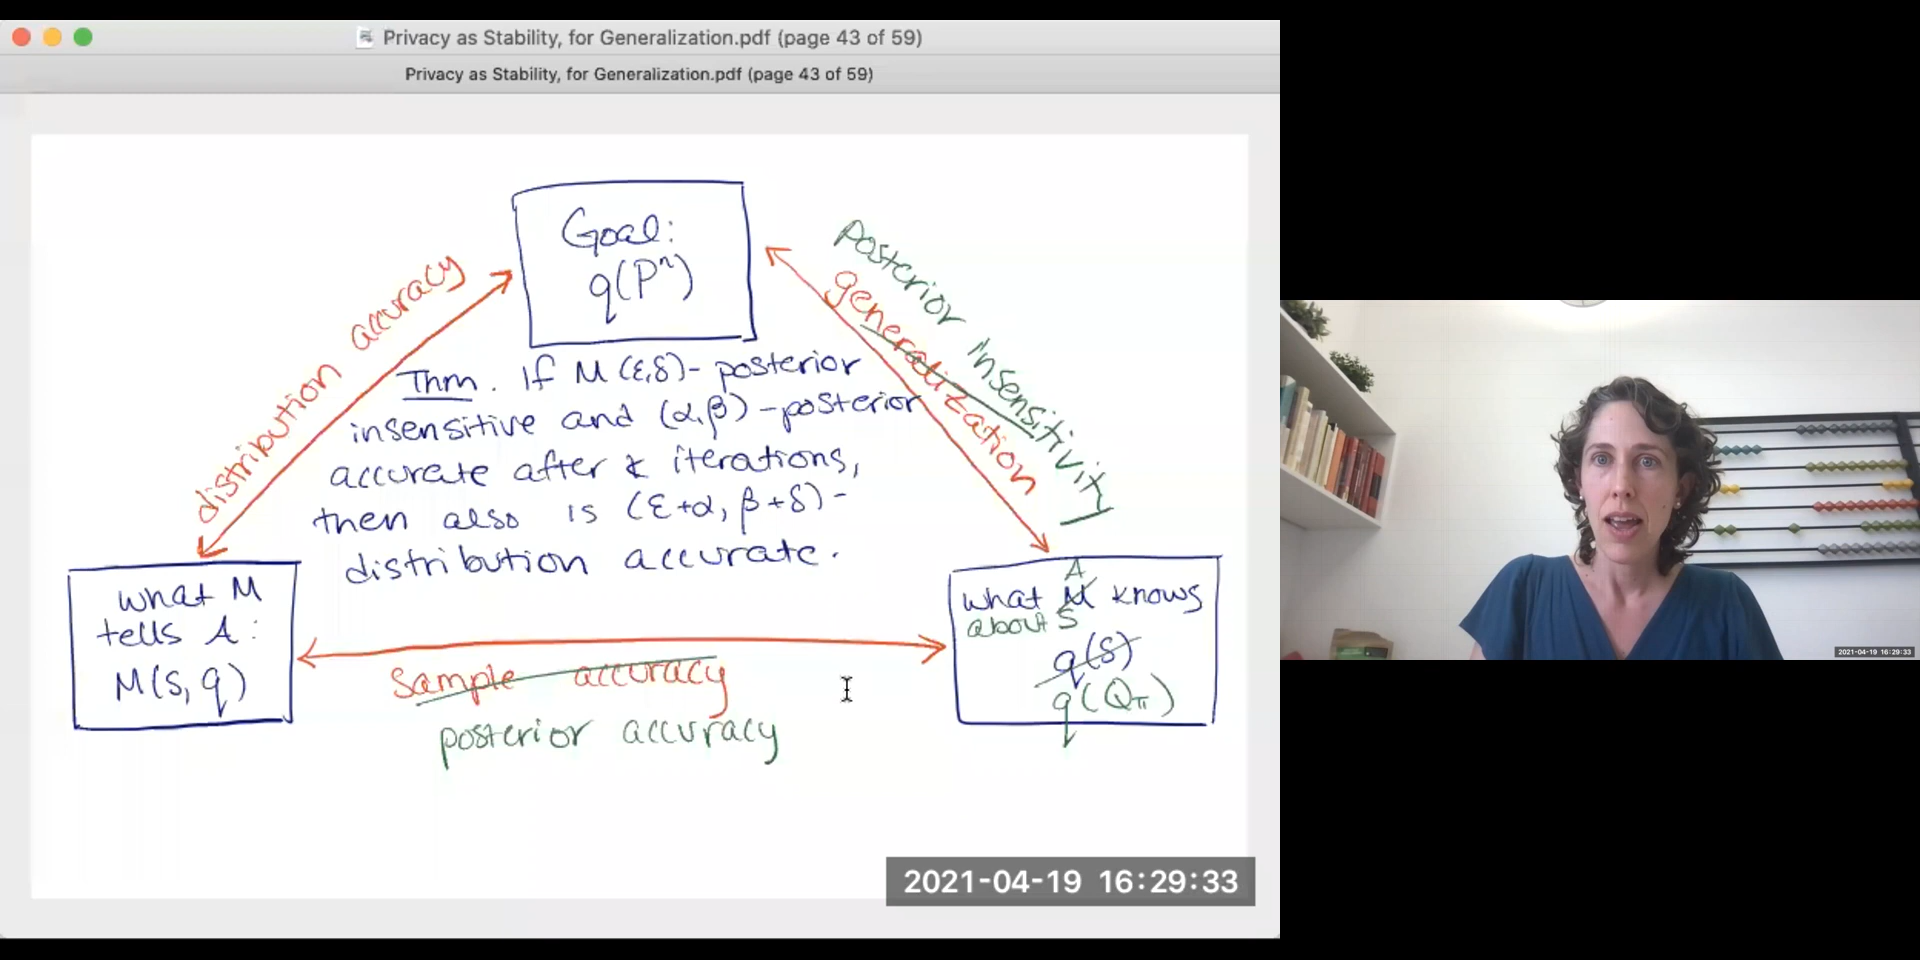 Privacy as Stability, for Generalization.pdf (page 43 of 59)
Privacy as Stability, for Generalization.pdf (page 43 of 59)
Goal:
q(Pⁿ)
distribution accuracy
posterior insensitivity
generalization
Thm. If M (ε,δ)- posterior
insensitive and (α,β)-posterior
accurate after k iterations,
then also is (ε+α, β+δ)-
distribution accurate.
what M
tells A:
M(S, q)
A
what M knows
about S
q(S)
q(Q_π)
Sample accuracy
posterior accuracy
2021-04-19 16:29:33
2021-04-19 16:29:33